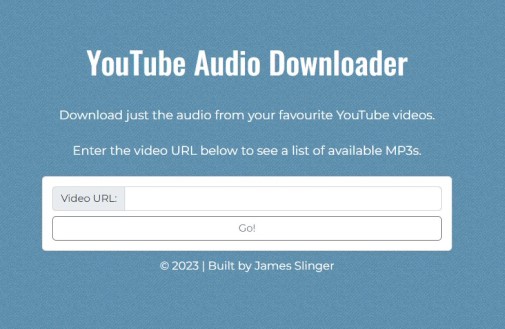 YouTube Audio Downloader
Download just the audio from your favourite YouTube videos.
Enter the video URL below to see a list of available MP3s.
Video URL:
Go!
© 2023 | Built by James Slinger